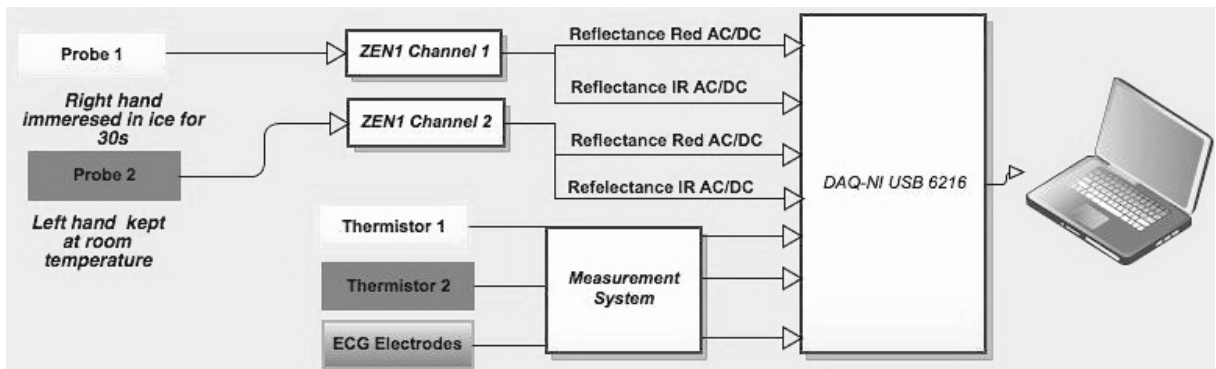 Probe 1
Right hand
immeresed in ice for
30s
Probe 2
Left hand kept
at room
temperature
ZEN1 Channel 1
ZEN1 Channel 2
Reflectance Red AC/DC
Reflectance IR AC/DC
Reflectance Red AC/DC
Refelectance IR AC/DC
Thermistor 1
Thermistor 2
ECG Electrodes
Measurement
System
DAQ-NI USB 6216